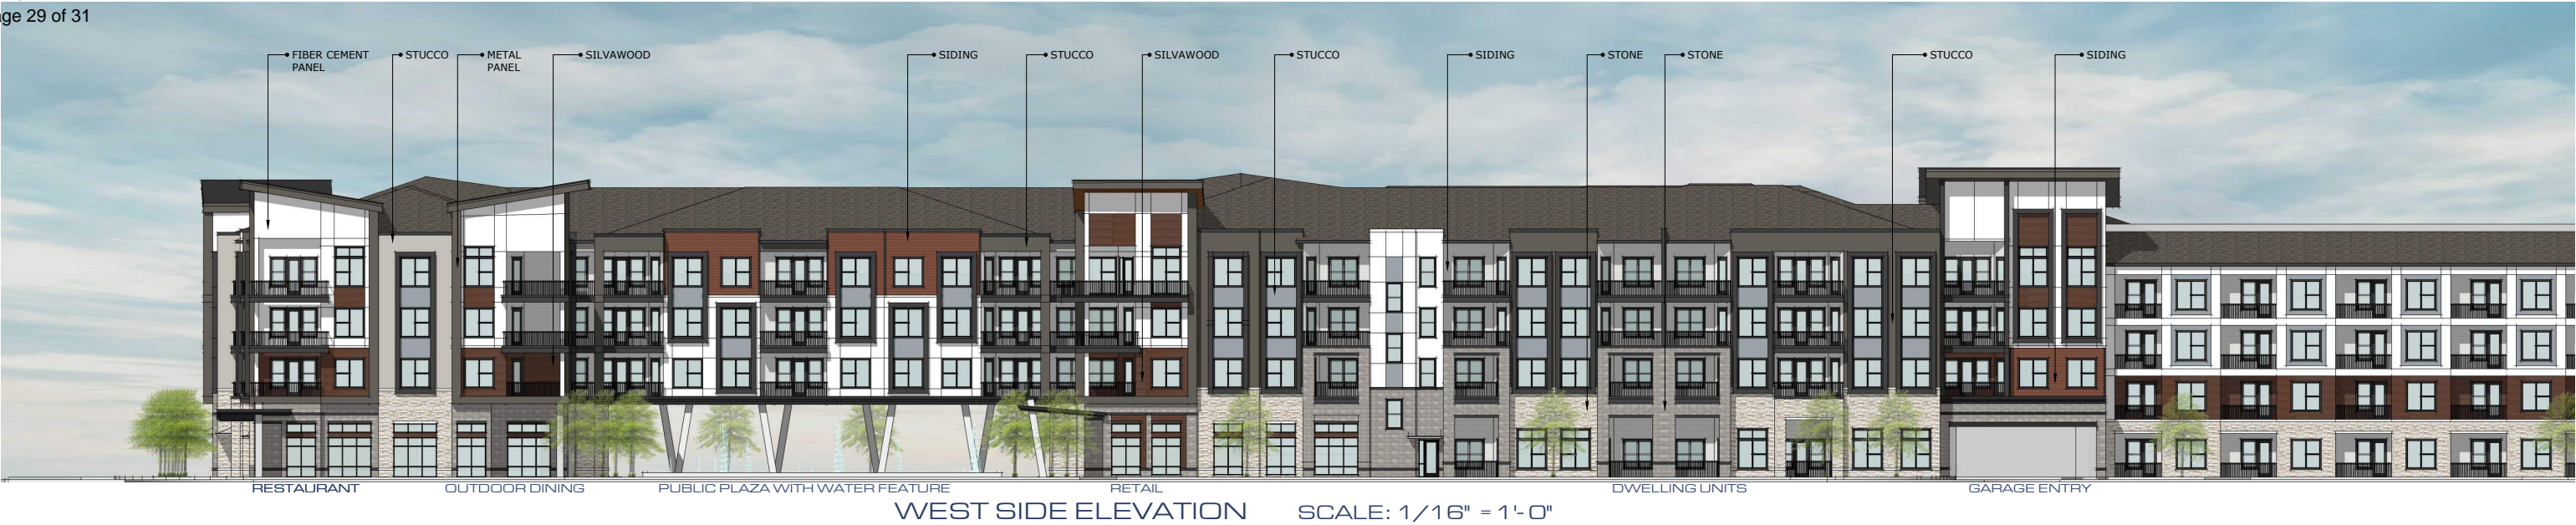 ge 29 of 31
FIBER CEMENT
PANEL
STUCCO
METAL
PANEL
SILVAWOOD
SIDING
STUCCO
SILVAWOOD
STUCCO
SIDING
STONE
STONE
STUCCO
SIDING
RESTAURANT
OUTDOOR DINING
PUBLIC PLAZA WITH WATER FEATURE
RETAIL
DWELLING UNITS
GARAGE ENTRY
WEST SIDE ELEVATION SCALE: 1/16" = 1'-0"